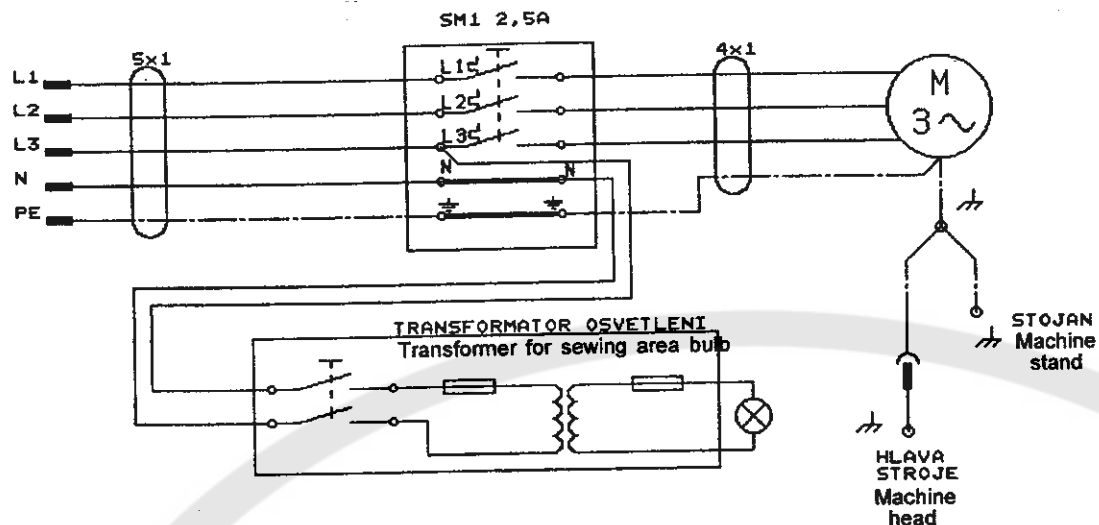 SM1 2,5A
5x1
4x1
L1
L2
L3
N
PE
L1
L2
L3
N
N
M
3~
TRANSFORMATOR OSVETLENI
Transformer for sewing area bulb
STOJAN
Machine
stand
HLAVA
STROJE
Machine
head